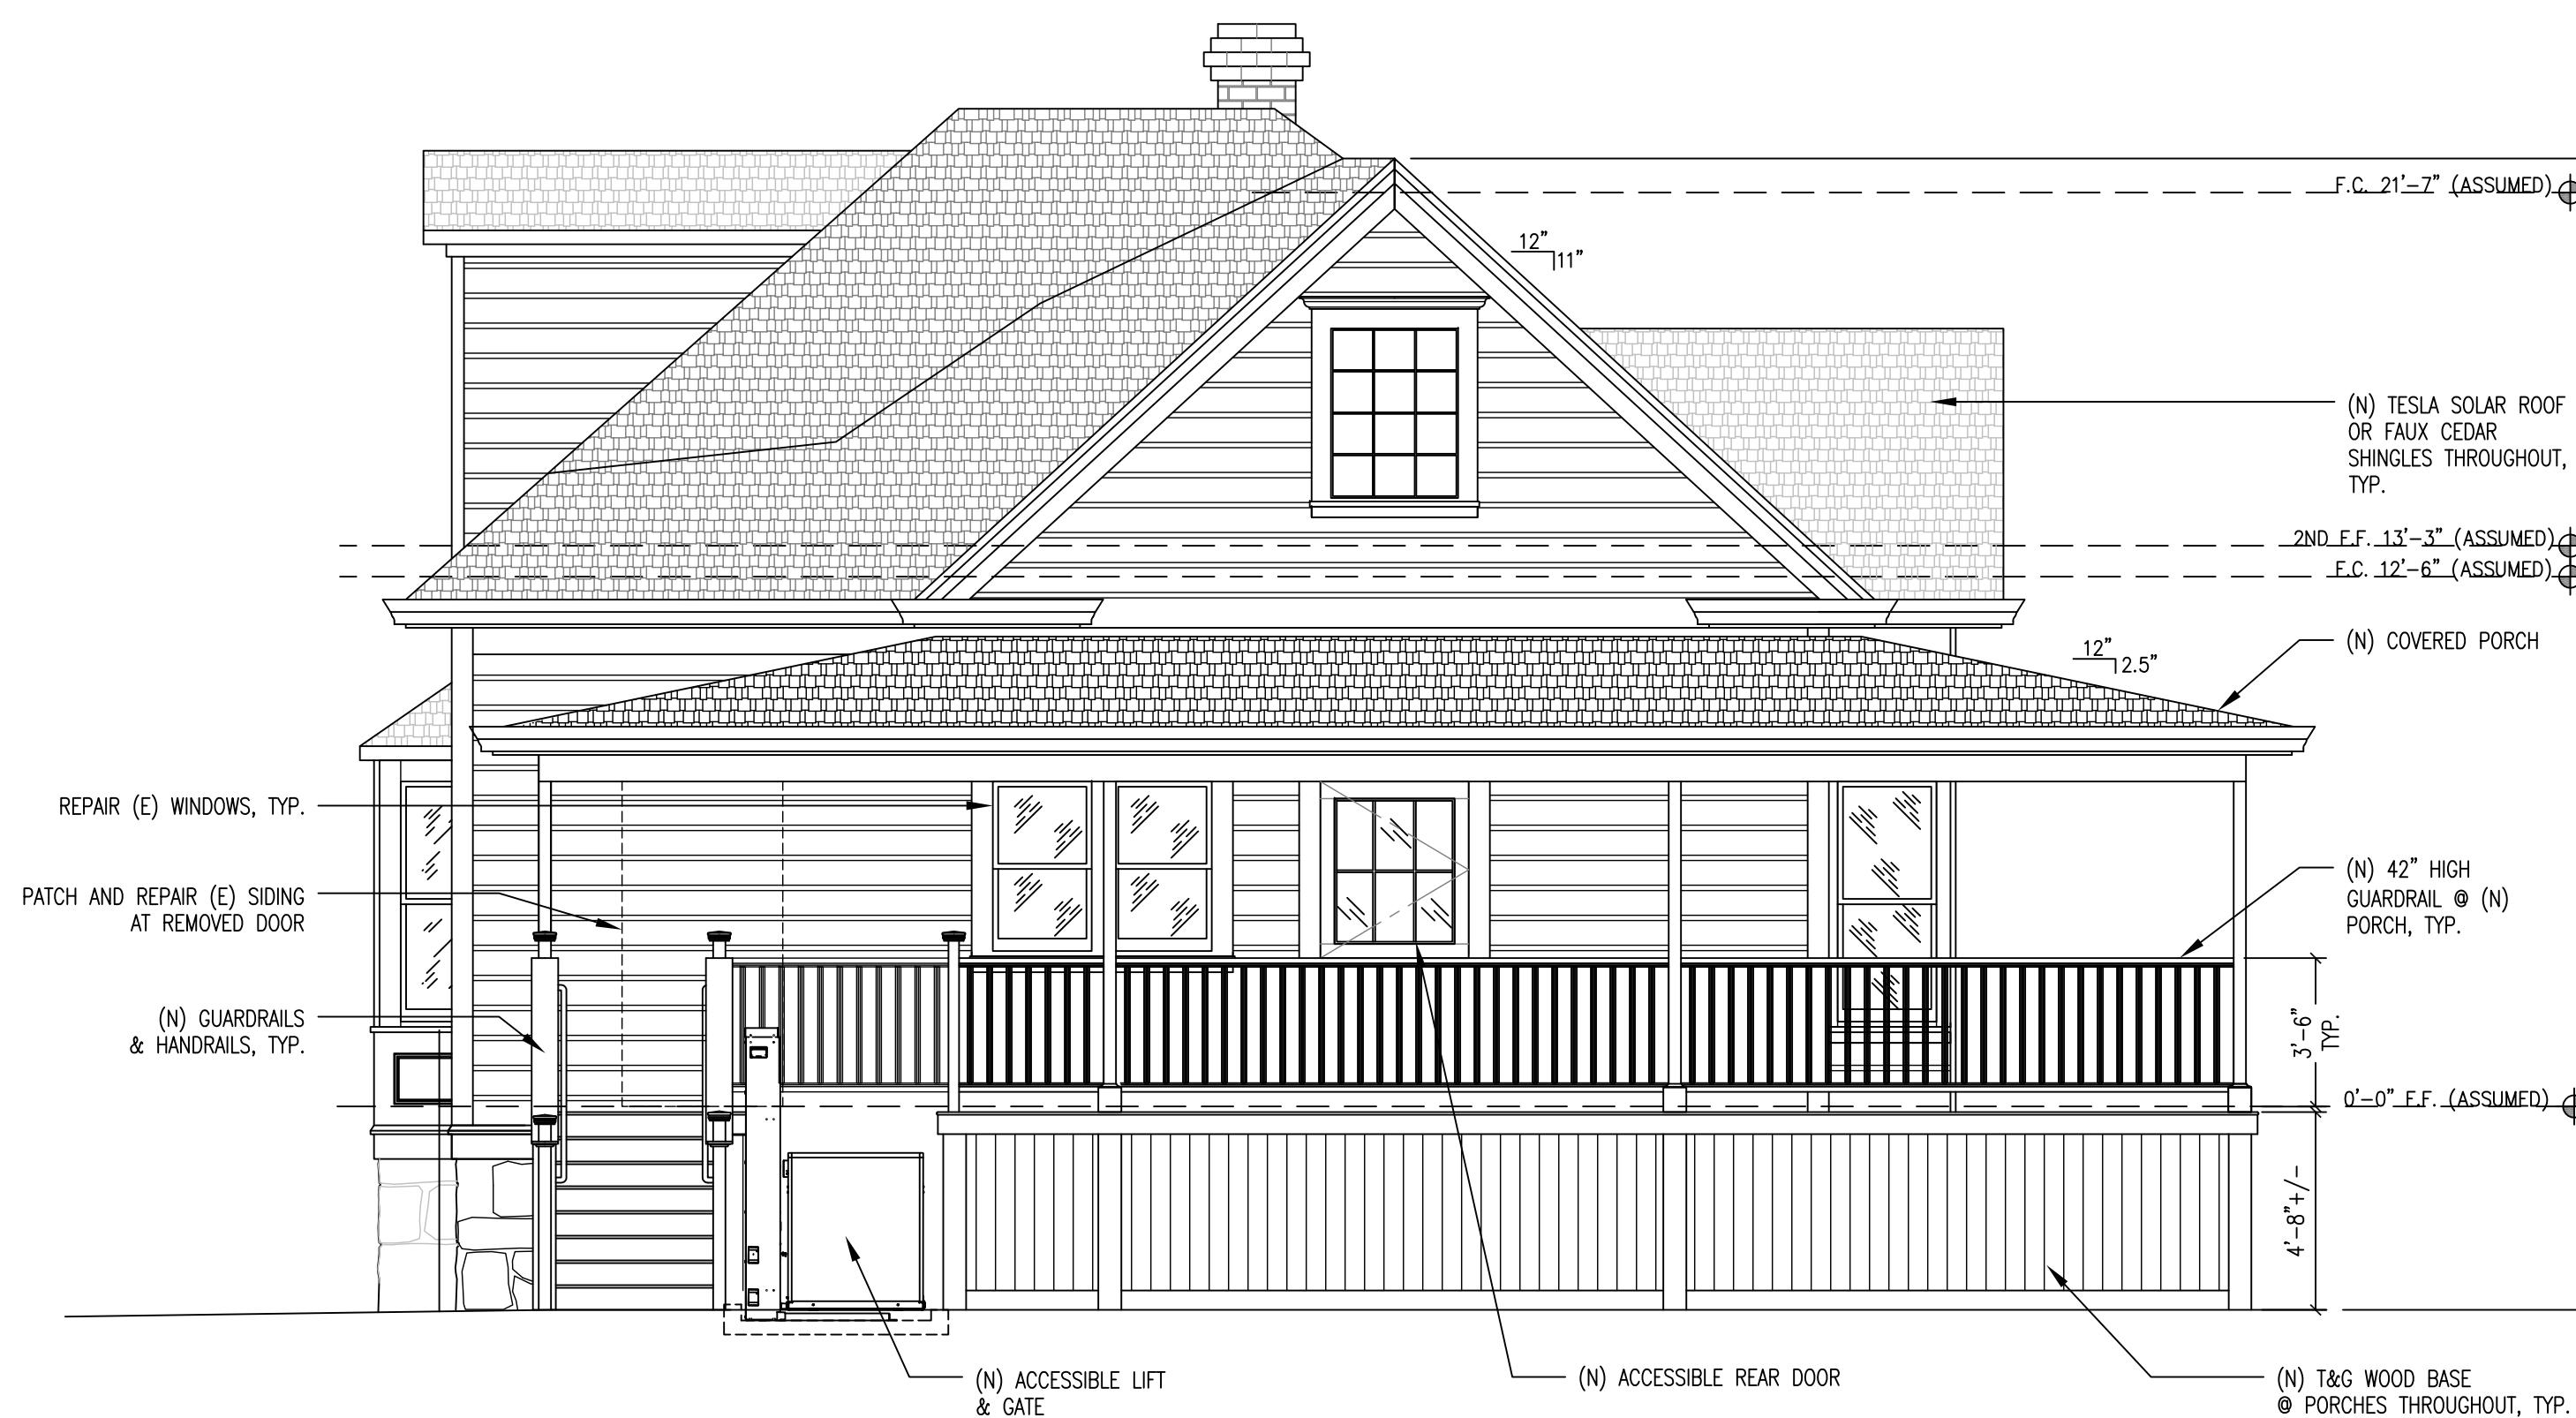 F.C. 21'-7" (ASSUMED)
12"
11"
(N) TESLA SOLAR ROOF
OR FAUX CEDAR
SHINGLES THROUGHOUT,
TYP.
2ND F.F. 13'-3" (ASSUMED)
F.C. 12'-6" (ASSUMED)
12"
2.5"
(N) COVERED PORCH
REPAIR (E) WINDOWS, TYP.
PATCH AND REPAIR (E) SIDING
AT REMOVED DOOR
(N) 42" HIGH
GUARDRAIL @ (N)
PORCH, TYP.
(N) GUARDRAILS
& HANDRAILS, TYP.
3'-6"
TYP.
0'-0" F.F. (ASSUMED)
4'-8"+/-
(N) ACCESSIBLE LIFT
& GATE
(N) ACCESSIBLE REAR DOOR
(N) T&G WOOD BASE
@ PORCHES THROUGHOUT, TYP.